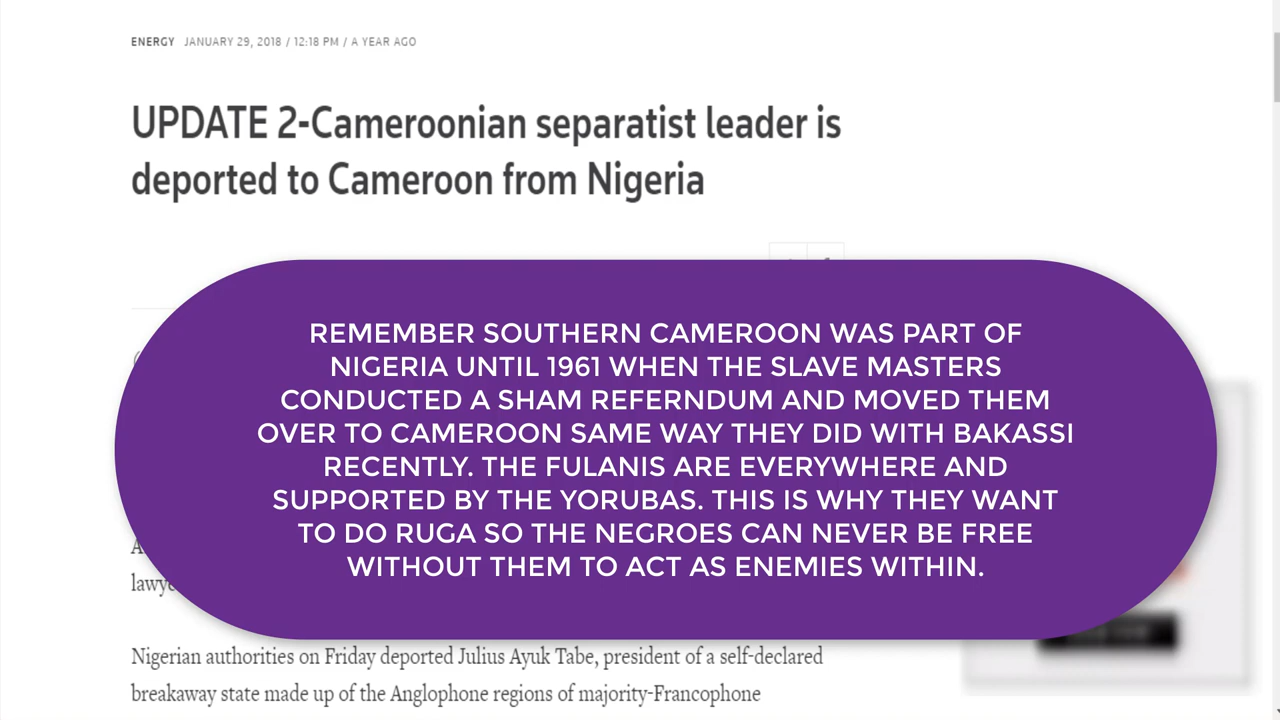 ENERGY JANUARY 29, 2018 / 12:18 PM / A YEAR AGO
UPDATE 2-Cameroonian separatist leader is
deported to Cameroon from Nigeria
REMEMBER SOUTHERN CAMEROON WAS PART OF
NIGERIA UNTIL 1961 WHEN THE SLAVE MASTERS
CONDUCTED A SHAM REFERNDUM AND MOVED THEM
OVER TO CAMEROON SAME WAY THEY DID WITH BAKASSI
RECENTLY. THE FULANIS ARE EVERYWHERE AND
SUPPORTED BY THE YORUBAS. THIS IS WHY THEY WANT
TO DO RUGA SO THE NEGROES CAN NEVER BE FREE
WITHOUT THEM TO ACT AS ENEMIES WITHIN.
Nigerian authorities on Friday deported Julius Ayuk Tabe, president of a self-declared
breakaway state made up of the Anglophone regions of majority-Francophone